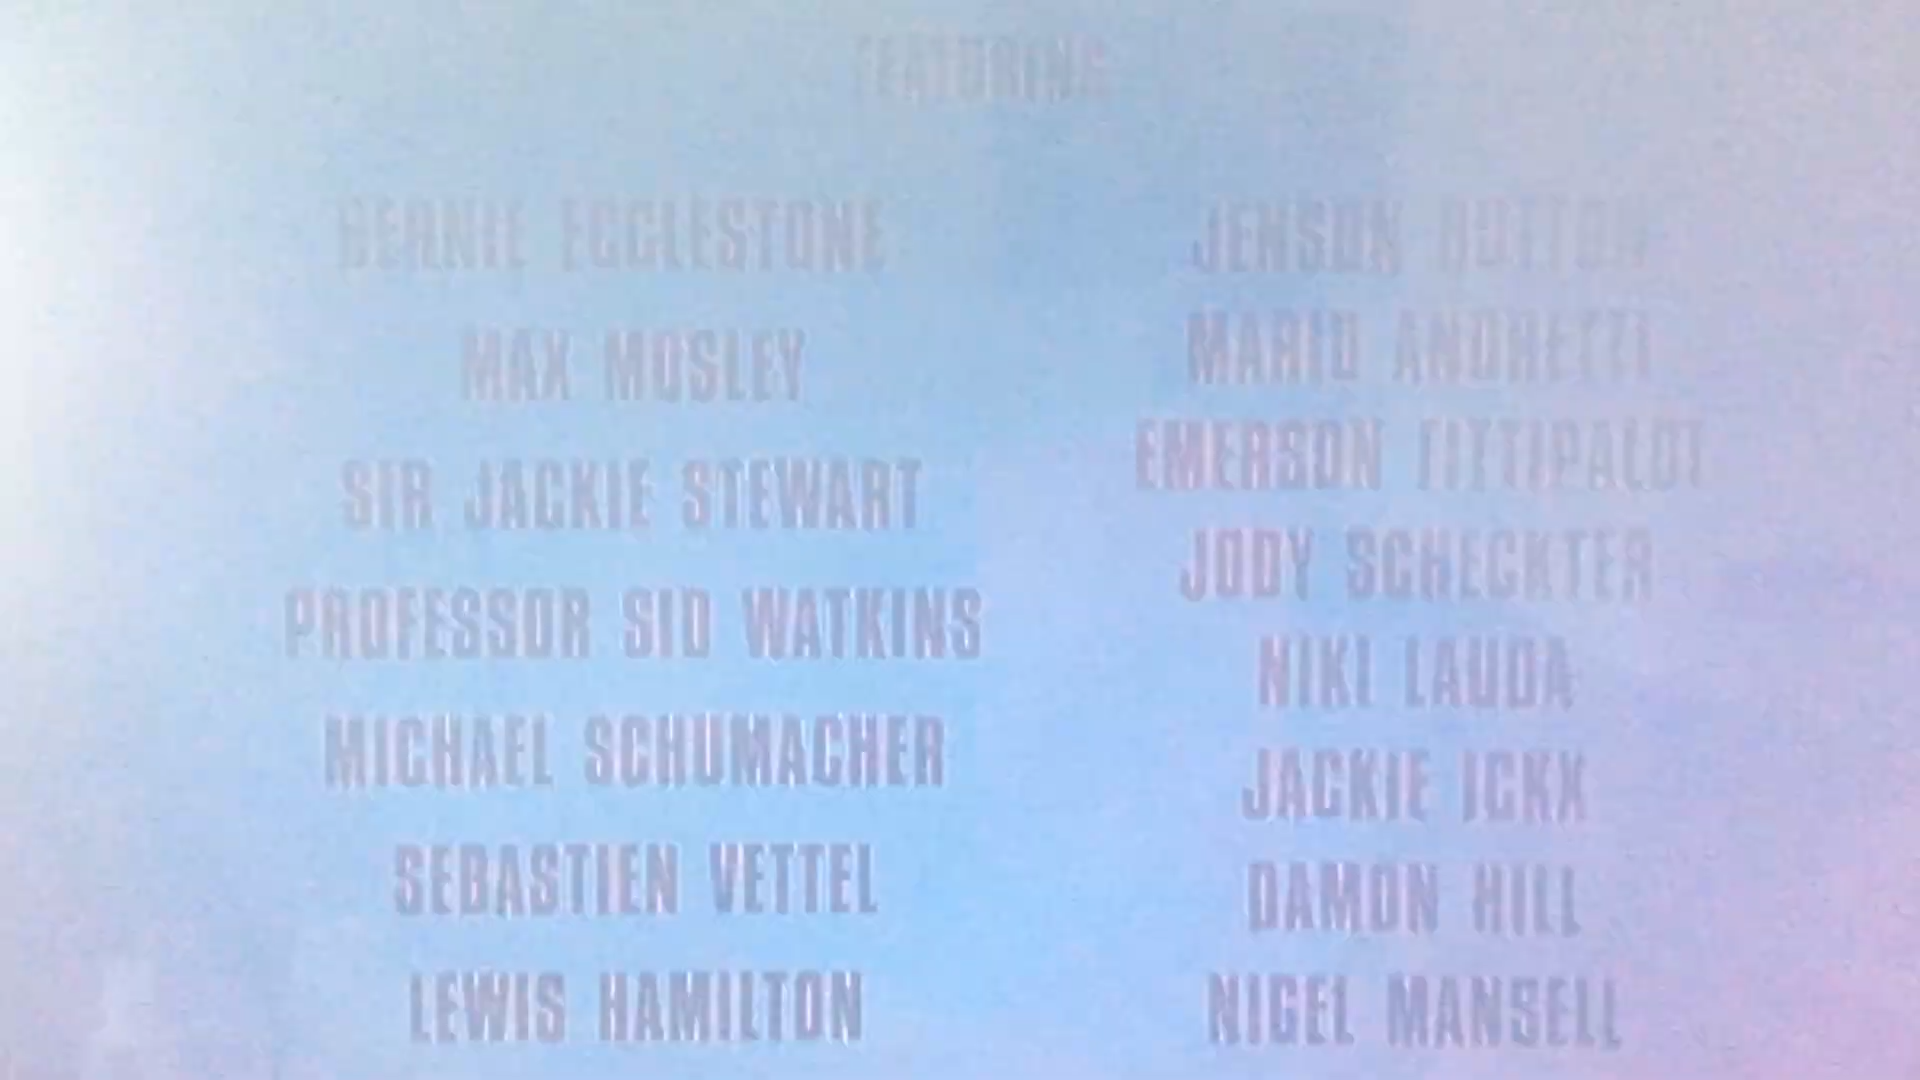 FEATURING
BERNIE ECCLESTONE
MAX MOSLEY
SIR JACKIE STEWART
PROFESSOR SID WATKINS
MICHAEL SCHUMACHER
SEBASTIEN VETTEL
LEWIS HAMILTON
JENSON BUTTON
MARIO ANDRETTI
EMERSON FITTIPALDI
JODY SCHECKTER
NIKI LAUDA
JACKIE ICKX
DAMON HILL
NIGEL MANSELL